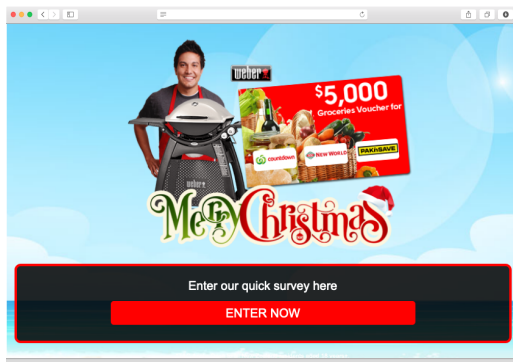 weber
$5,000
Groceries Voucher for
countdown
NEW WORLD
PAK'nSAVE
weber
Merry Christmas
Enter our quick survey here
ENTER NOW